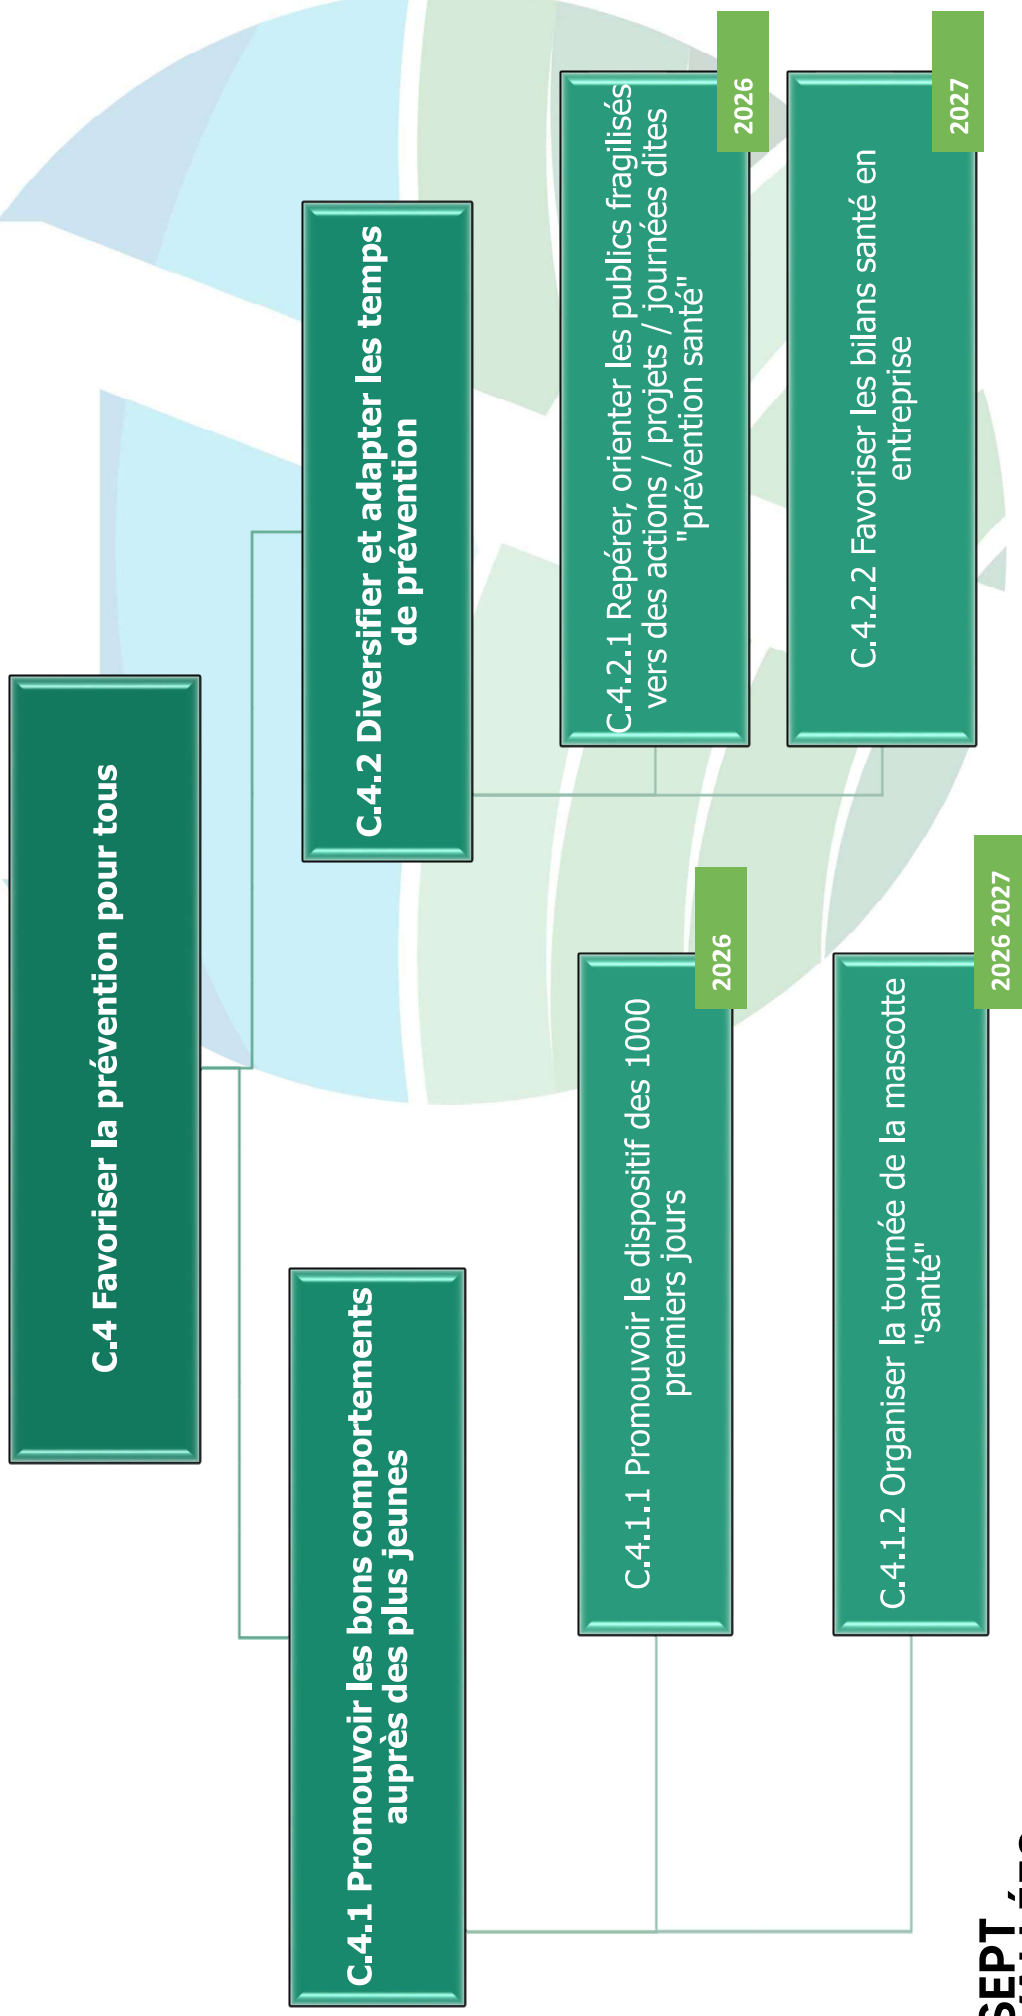 C.4 Favoriser la prévention pour tous
C.4.1 Promouvoir les bons comportements
auprès des plus jeunes
C.4.1.1 Promouvoir le dispositif des 1000
premiers jours
2026
C.4.1.2 Organiser la tournée de la mascotte
"santé"
2026 2027
C.4.2 Diversifier et adapter les temps
de prévention
C.4.2.1 Repérer, orienter les publics fragilisés
vers des actions / projets / journées dites
"prévention santé"
2026
C.4.2.2 Favoriser les bilans santé en
entreprise
2027
SEPT